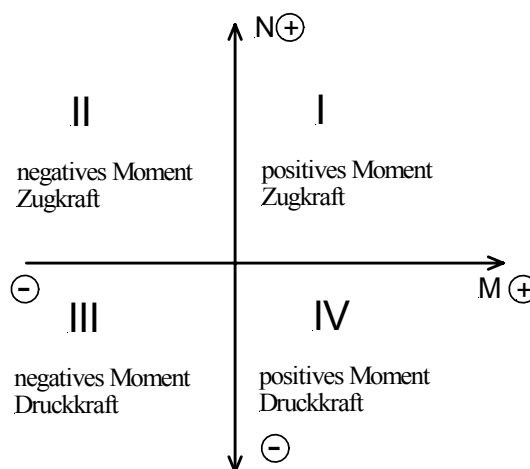 N⊕
II
I
negatives Moment
Zugkraft
positives Moment
Zugkraft
⊖
M ⊕
III
IV
negatives Moment
Druckkraft
positives Moment
Druckkraft
⊖